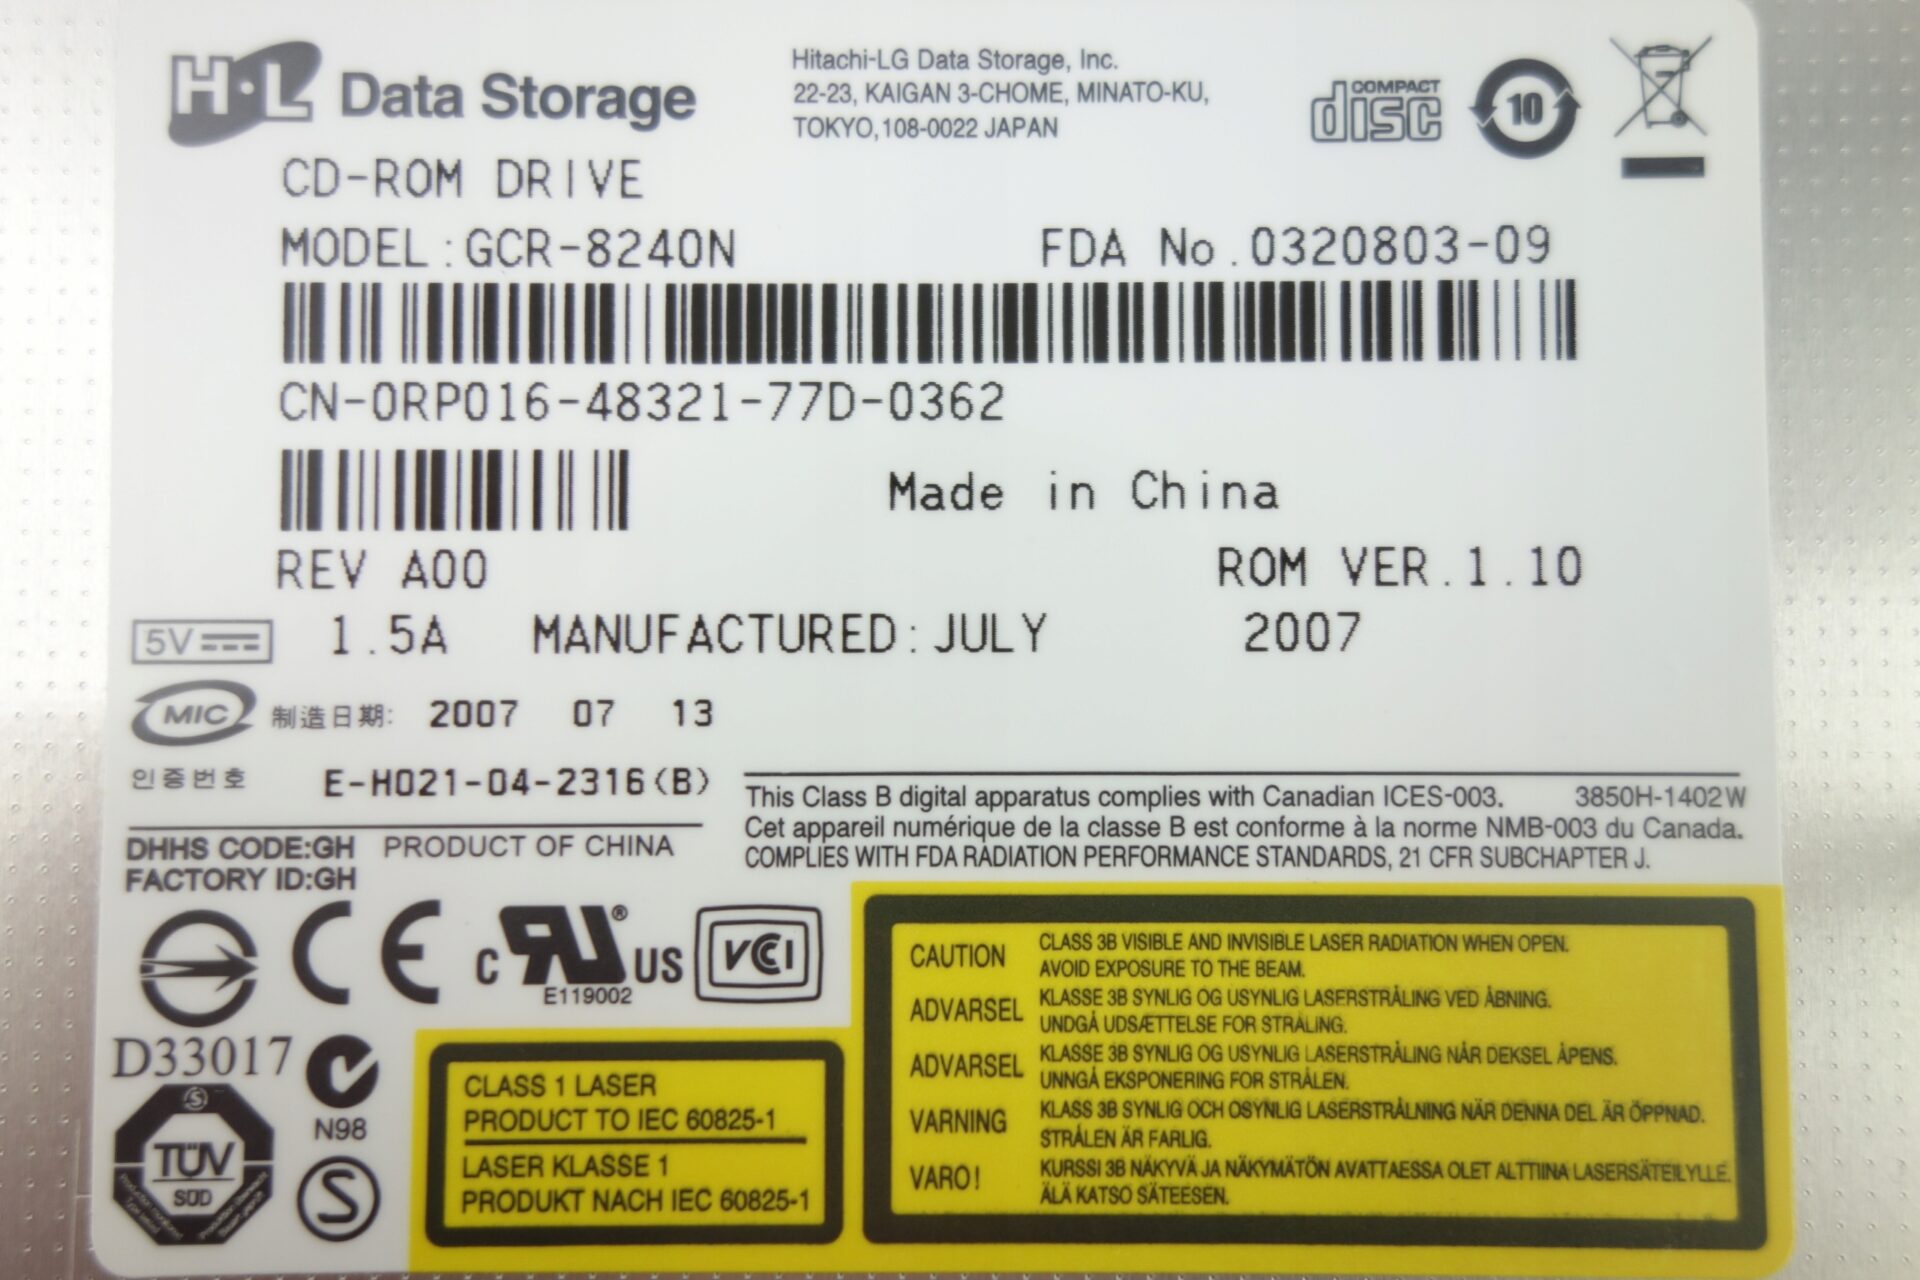 H·L Data Storage
Hitachi-LG Data Storage, Inc.
22-23, KAIGAN 3-CHOME, MINATO-KU,
TOKYO,108-0022 JAPAN
COMPACT
disc
10
CD-ROM DRIVE
MODEL:GCR-8240N FDA No.0320803-09
CN-0RP016-48321-77D-0362
Made in China
REV A00
ROM VER.1.10
5V 1.5A MANUFACTURED:JULY 2007
MIC 制造日期: 2007 07 13
인증번호 E-H021-04-2316(B)
This Class B digital apparatus complies with Canadian ICES-003. 3850H-1402W
Cet appareil numérique de la classe B est conforme à la norme NMB-003 du Canada.
COMPLIES WITH FDA RADIATION PERFORMANCE STANDARDS, 21 CFR SUBCHAPTER J.
DHHS CODE:GH PRODUCT OF CHINA
FACTORY ID:GH
CE
c RU® US
E119002
VCCI
D33017
N98
TÜV
SÜD
S
CLASS 1 LASER
PRODUCT TO IEC 60825-1
LASER KLASSE 1
PRODUKT NACH IEC 60825-1
CAUTION CLASS 3B VISIBLE AND INVISIBLE LASER RADIATION WHEN OPEN.
AVOID EXPOSURE TO THE BEAM.
ADVARSEL KLASSE 3B SYNLIG OG USYNLIG LASERSTRÅLING VED ÅBNING.
UNDGÅ UDSÆTTELSE FOR STRÅLING.
ADVARSEL KLASSE 3B SYNLIG OG USYNLIG LASERSTRÅLING NÅR DEKSEL ÅPENS.
UNNGÅ EKSPONERING FOR STRÅLEN.
VARNING KLASS 3B SYNLIG OCH OSYNLIG LASERSTRÅLNING NÄR DENNA DEL ÄR ÖPPNAD.
STRÅLEN ÄR FARLIG.
VARO! KURSSI 3B NÄKYVÄ JA NÄKYMÄTÖN AVATTAESSA OLET ALTTIINA LASERSÄTEILYLLE.
ÄLÄ KATSO SÄTEESEN.